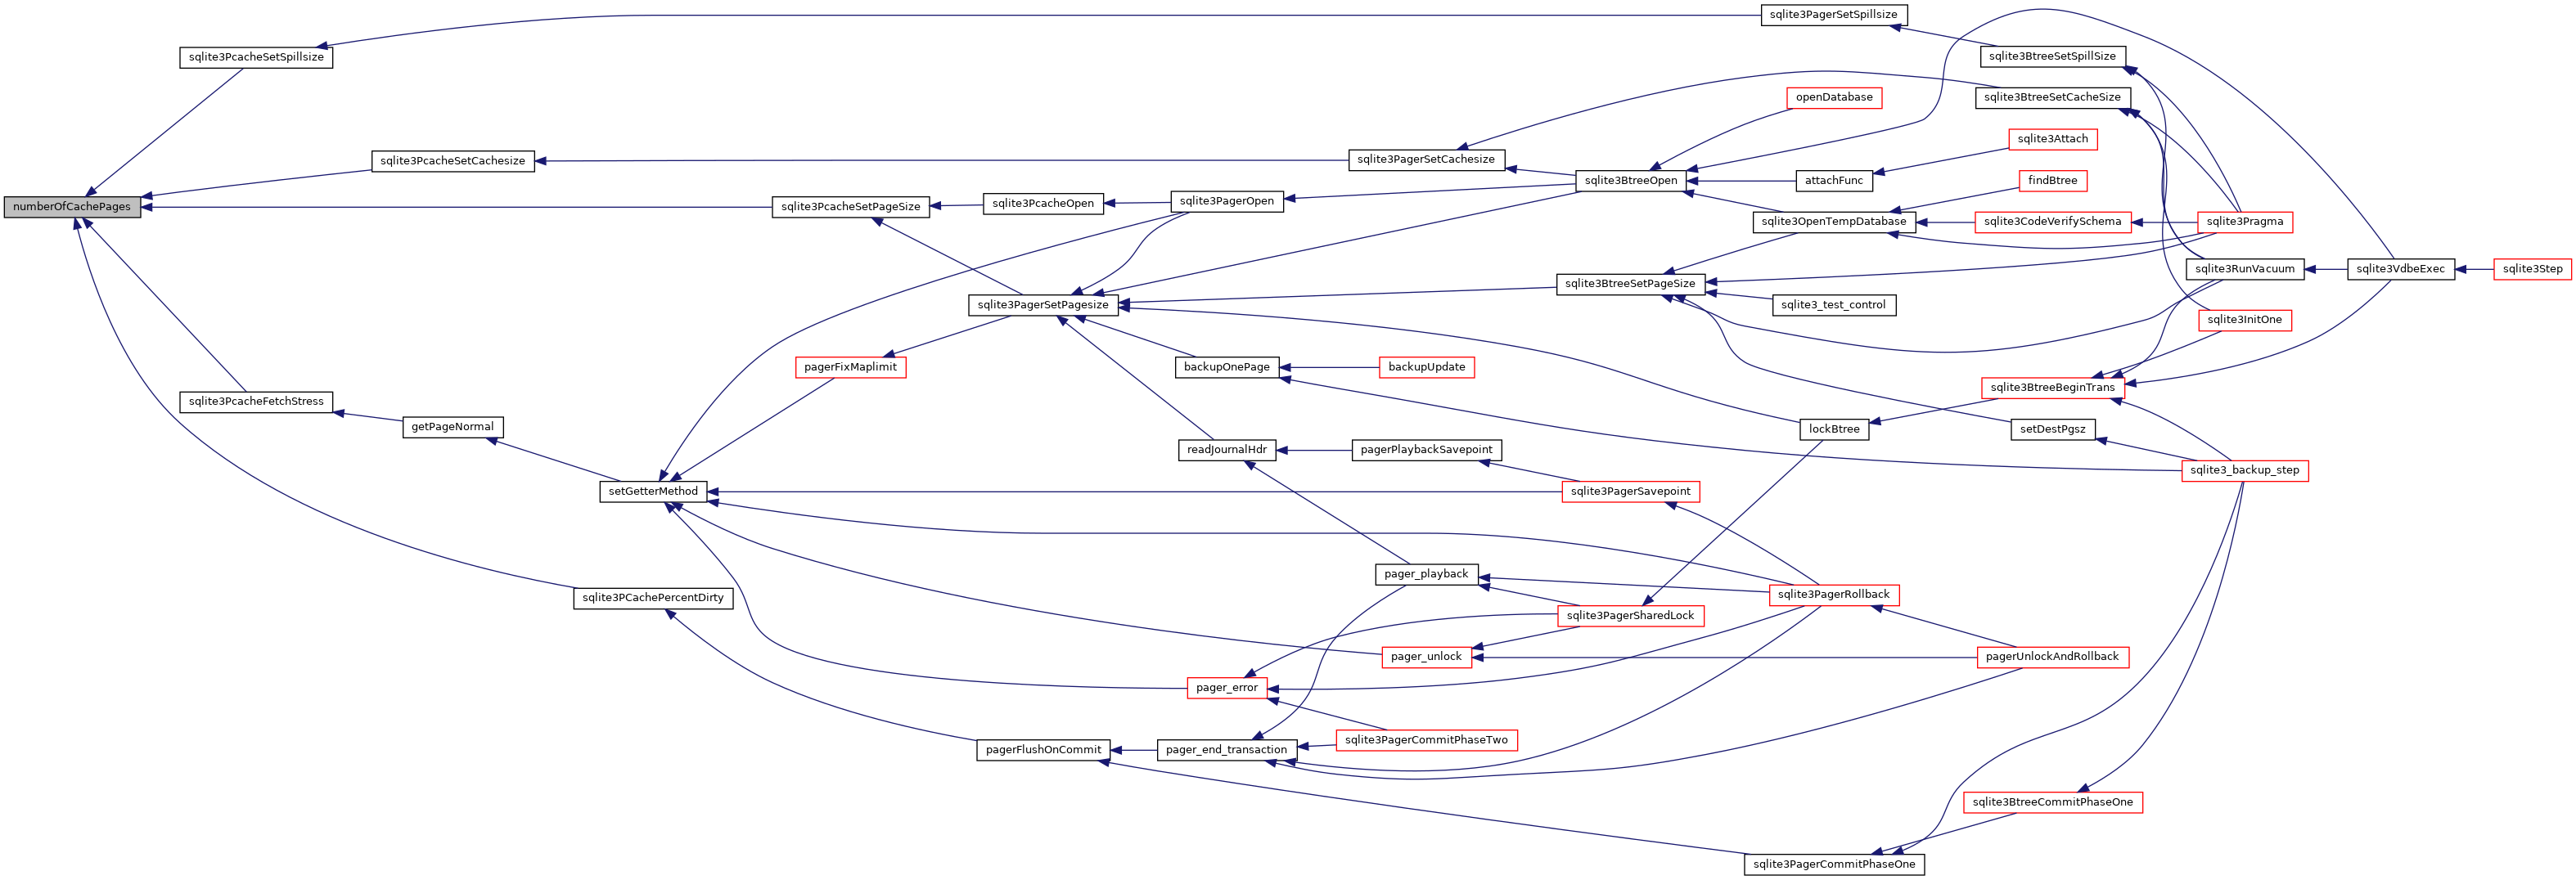 sqlite3PagerSetSpillsize
sqlite3PcacheSetSpillsize
sqlite3BtreeSetSpillSize
openDatabase
sqlite3BtreeSetCacheSize
sqlite3Attach
sqlite3PcacheSetCachesize
sqlite3PagerSetCachesize
sqlite3BtreeOpen
attachFunc
findBtree
numberOfCachePages
sqlite3PcacheSetPageSize
sqlite3PcacheOpen
sqlite3PagerOpen
sqlite3OpenTempDatabase
sqlite3CodeVerifySchema
sqlite3Pragma
sqlite3RunVacuum
sqlite3VdbeExec
sqlite3Step
sqlite3BtreeSetPageSize
sqlite3PagerSetPagesize
sqlite3_test_control
sqlite3InitOne
pagerFixMaplimit
backupOnePage
backupUpdate
sqlite3BtreeBeginTrans
sqlite3PcacheFetchStress
getPageNormal
lockBtree
setDestPgsz
readJournalHdr
pagerPlaybackSavepoint
sqlite3_backup_step
setGetterMethod
sqlite3PagerSavepoint
pager_playback
sqlite3PCachePercentDirty
sqlite3PagerRollback
sqlite3PagerSharedLock
pager_unlock
pagerUnlockAndRollback
pager_error
sqlite3PagerCommitPhaseTwo
pagerFlushOnCommit
pager_end_transaction
sqlite3BtreeCommitPhaseOne
sqlite3PagerCommitPhaseOne